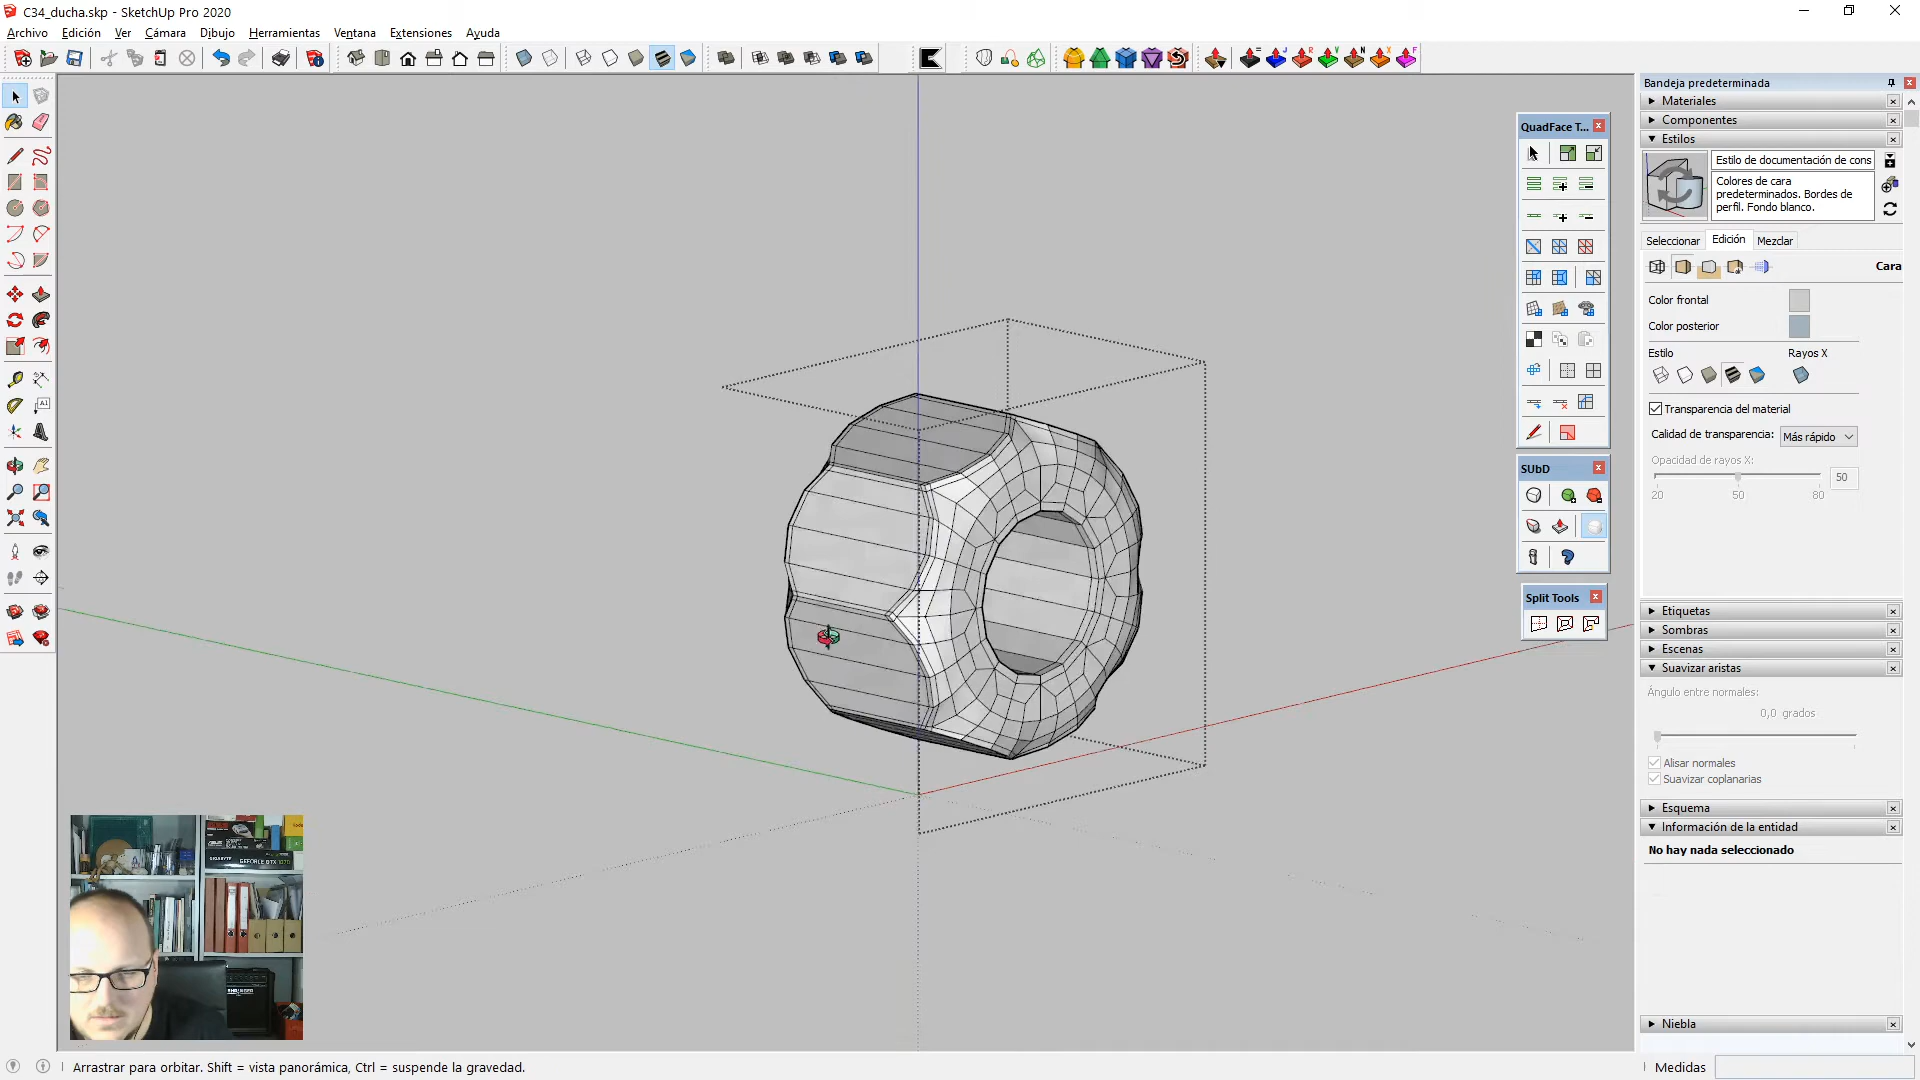 C34_ducha.skp - SketchUp Pro 2020
Archivo Edición Ver Cámara Dibujo Herramientas Ventana Extensiones Ayuda
Bandeja predeterminada
Materiales
Componentes
Estilos
Estilo de documentación de cons
Colores de cara
predeterminados. Bordes de
perfil. Fondo blanco.
Seleccionar Edición Mezclar
Cara
Color frontal
Color posterior
Estilo Rayos X
Transparencia del material
Calidad de transparencia: Más rápido
Opacidad de rayos X:
50
20 50 80
Etiquetas
Sombras
Escenas
Suavizar aristas
Ángulo entre normales:
0,0 grados
Alisar normales
Suavizar coplanarias
Esquema
Información de la entidad
No hay nada seleccionado
Niebla
QuadFace T...
SUbD
Split Tools
GIGABYTE
GEFORCE GTX 1070
Arrastrar para orbitar. Shift = vista panorámica, Ctrl = suspende la gravedad.
Medidas